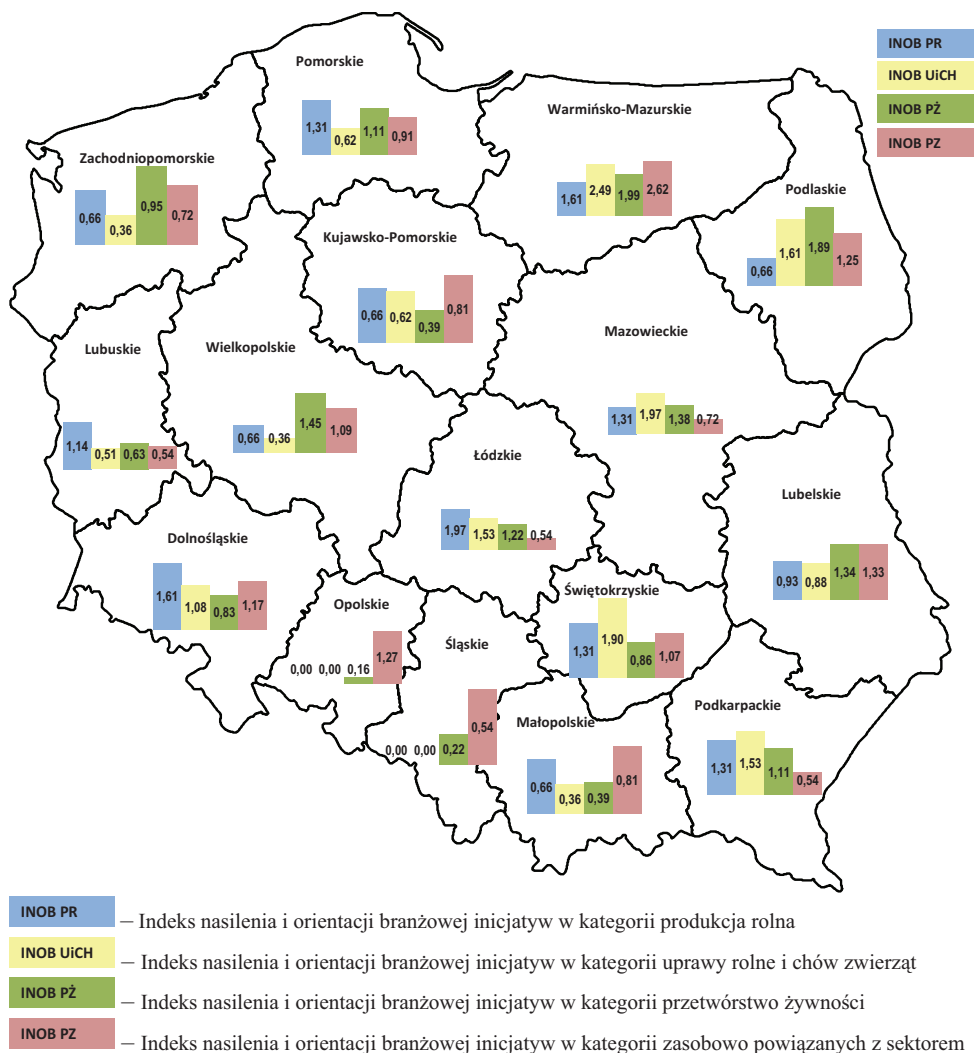 INOB PR
INOB UiCH
INOB PŻ
INOB PZ
Pomorskie
1,31 0,62 1,11 0,91
Warmińsko-Mazurskie
1,61 2,49 1,99 2,62
Zachodniopomorskie
0,66 0,36 0,95 0,72
Podlaskie
0,66 1,61 1,89 1,25
Kujawsko-Pomorskie
0,66 0,62 0,39 0,81
Mazowieckie
1,31 1,97 1,38 0,72
Lubuskie
1,14 0,51 0,63 0,54
Wielkopolskie
0,66 0,36 1,45 1,09
Łódzkie
1,97 1,53 1,22 0,54
Lubelskie
0,93 0,88 1,34 1,33
Dolnośląskie
1,61 1,08 0,83 1,17
Opolskie
0,00 0,00 0,16 1,27
Śląskie
0,00 0,00 0,22 0,54
Świętokrzyskie
1,31 1,90 0,86 1,07
Małopolskie
0,66 0,36 0,39 0,81
Podkarpackie
1,31 1,53 1,11 0,54
INOB PR – Indeks nasilenia i orientacji branżowej inicjatyw w kategorii produkcja rolna
INOB UiCH – Indeks nasilenia i orientacji branżowej inicjatyw w kategorii uprawy rolne i chów zwierząt
INOB PŻ – Indeks nasilenia i orientacji branżowej inicjatyw w kategorii przetwórstwo żywności
INOB PZ – Indeks nasilenia i orientacji branżowej inicjatyw w kategorii zasobowo powiązanych z sektorem